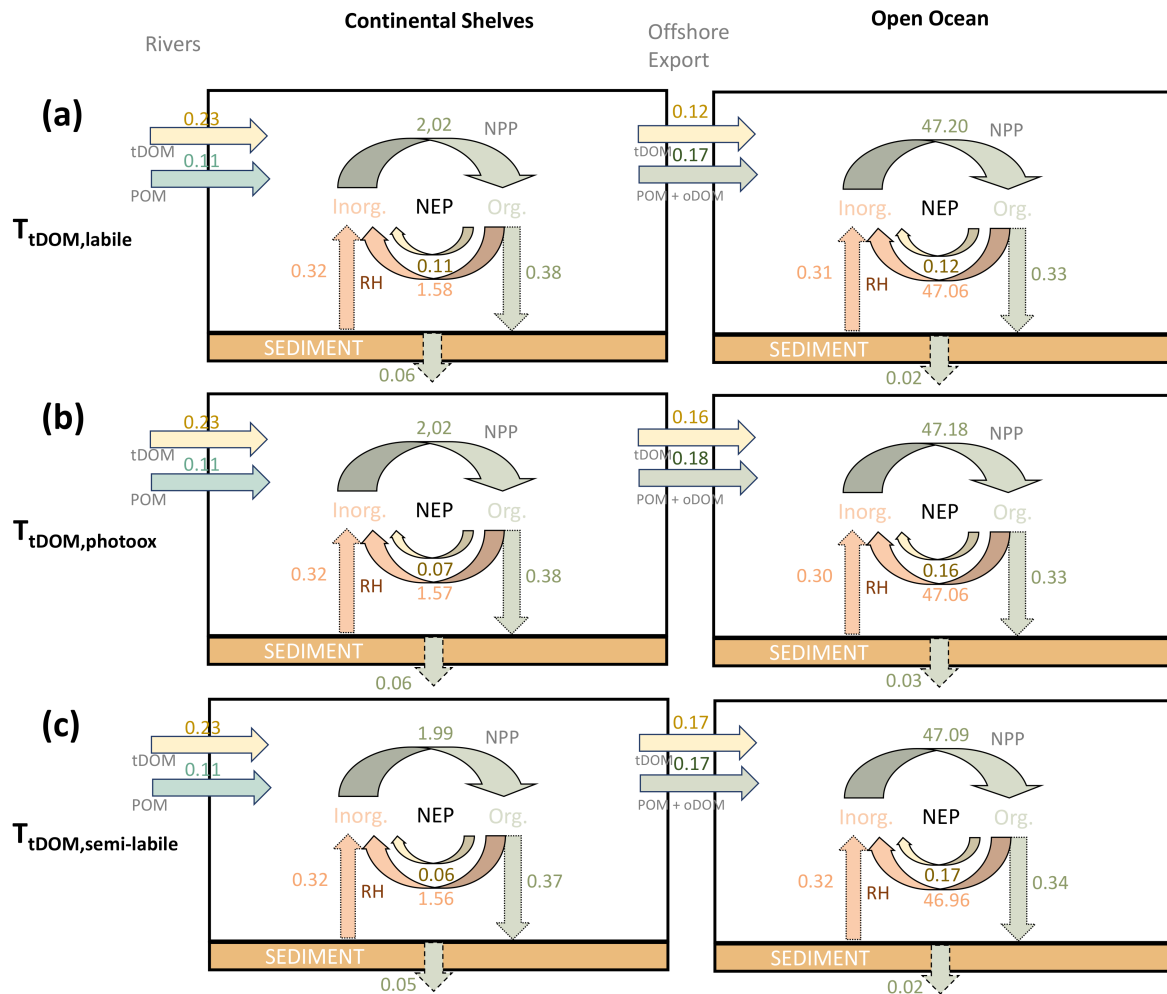 Continental Shelves
Open Ocean
Rivers
Offshore
Export
(a)
0.23
tDOM
0.11
POM
2,02
NPP
0.12
tDOM
0.17
POM + oDOM
47.20
NPP
T tDOM,labile
Inorg.
NEP
Org.
0.32
RH
0.11
1.58
0.38
Inorg.
NEP
Org.
0.31
RH
0.12
47.06
0.33
SEDIMENT
0.06
SEDIMENT
0.02
(b)
0.23
tDOM
0.11
POM
2,02
NPP
0.16
tDOM
0.18
POM + oDOM
47.18
NPP
T tDOM,photoox
Inorg.
NEP
Org.
0.32
RH
0.07
1.57
0.38
Inorg.
NEP
Org.
0.30
RH
0.16
47.06
0.33
SEDIMENT
0.06
SEDIMENT
0.03
(c)
0.23
tDOM
0.11
POM
1.99
NPP
0.17
tDOM
0.17
POM + oDOM
47.09
NPP
T tDOM,semi-labile
Inorg.
NEP
Org.
0.32
RH
0.06
1.56
0.37
Inorg.
NEP
Org.
0.32
RH
0.17
46.96
0.34
SEDIMENT
0.05
SEDIMENT
0.02